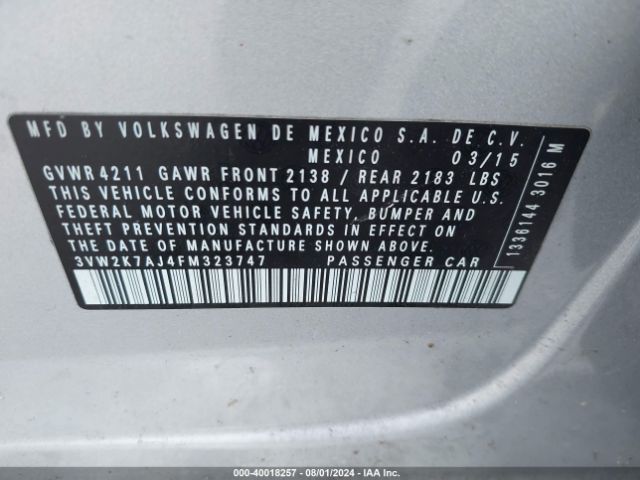 MFD BY VOLKSWAGEN DE MEXICO S.A. DE C.V.
MEXICO 03/15
GVWR 4211 GAWR FRONT 2138 / REAR 2183 LBS
THIS VEHICLE CONFORMS TO ALL APPLICABLE U.S.
FEDERAL MOTOR VEHICLE SAFETY, BUMPER AND
THEFT PREVENTION STANDARDS IN EFFECT ON
THE DATE OF MANUFACTURE SHOWN ABOVE
3VW2K7AJ4FM323747 PASSENGER CAR
1336144 3016 M
000-40018257 - 08/01/2024 - IAA Inc.